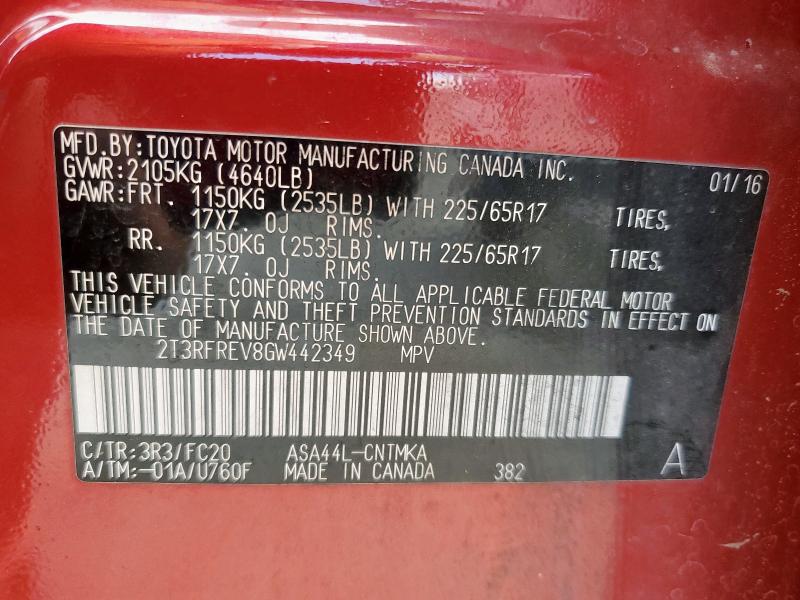 MFD.BY:TOYOTA MOTOR MANUFACTURING CANADA INC.
GVWR:2105KG (4640LB) 01/16
GAWR:FRT. 1150KG (2535LB) WITH 225/65R17 TIRES,
17X7. 0J RIMS.
RR. 1150KG (2535LB) WITH 225/65R17 TIRES,
17X7. 0J RIMS.
THIS VEHICLE CONFORMS TO ALL APPLICABLE FEDERAL MOTOR
VEHICLE SAFETY AND THEFT PREVENTION STANDARDS IN EFFECT ON
THE DATE OF MANUFACTURE SHOWN ABOVE.
2T3RFREV8GW442349 MPV
C/TR:3R3/FC20 ASA44L-CNTMKA
A/TM:-01A/U760F MADE IN CANADA 382 A